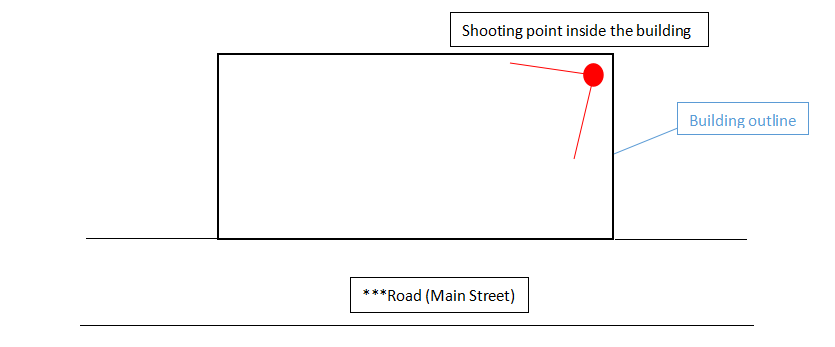 Shooting point inside the building
Building outline
***Road (Main Street)